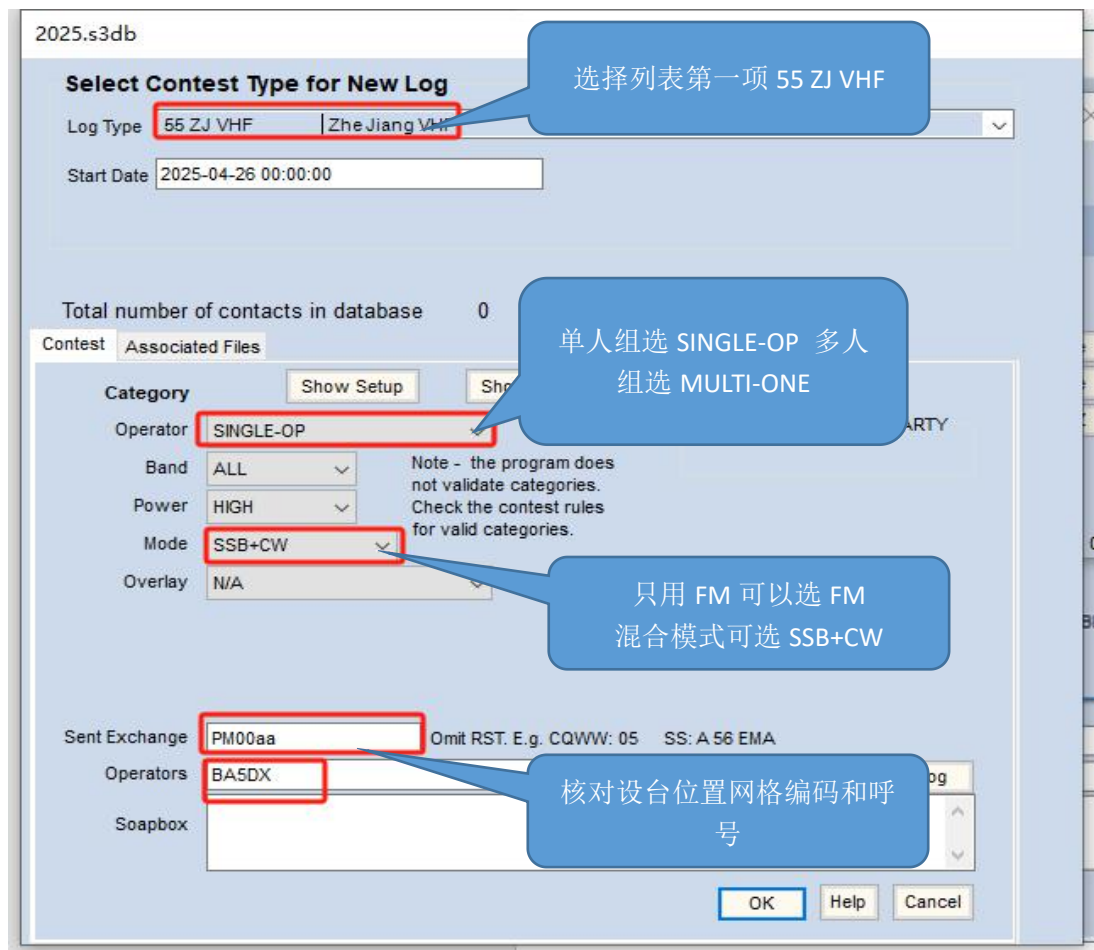 2025.s3db
选择列表第一项 55 ZJ VHF
Select Contest Type for New Log
Log Type 55 ZJ VHF ZheJiang VHF
Start Date 2025-04-26 00:00:00
Total number of contacts in database 0
单人组选 SINGLE-OP 多人
组选 MULTI-ONE
Contest Associated Files
Category Show Setup
Operator SINGLE-OP
Band ALL
Power HIGH
Mode SSB+CW
Overlay N/A
Note - the program does
not validate categories.
Check the contest rules
for valid categories.
只用 FM 可以选 FM
混合模式可选 SSB+CW
Sent Exchange PM00aa Omit RST. E.g. CQWW: 05 SS: A 56 EMA
Operators BA5DX
核对设台位置网格编码和呼
号
Soapbox
OK Help Cancel